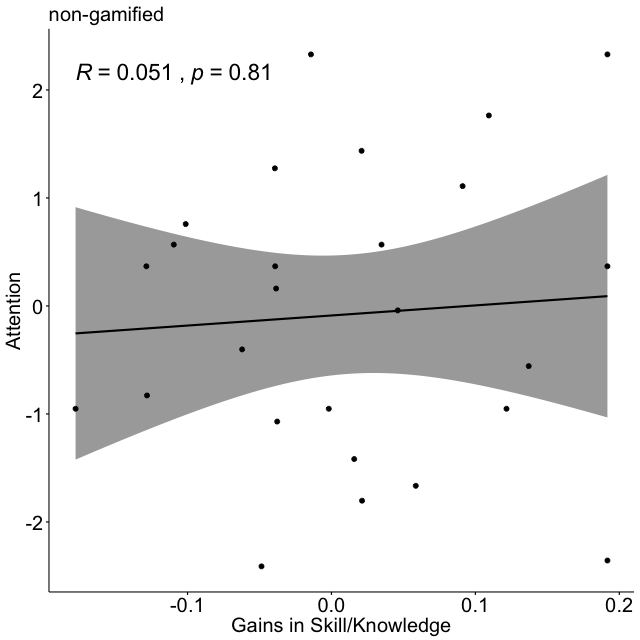 non-gamified
R = 0.051 , p = 0.81
2
1
0
-1
-2
Attention
-0.1 0.0 0.1 0.2
Gains in Skill/Knowledge